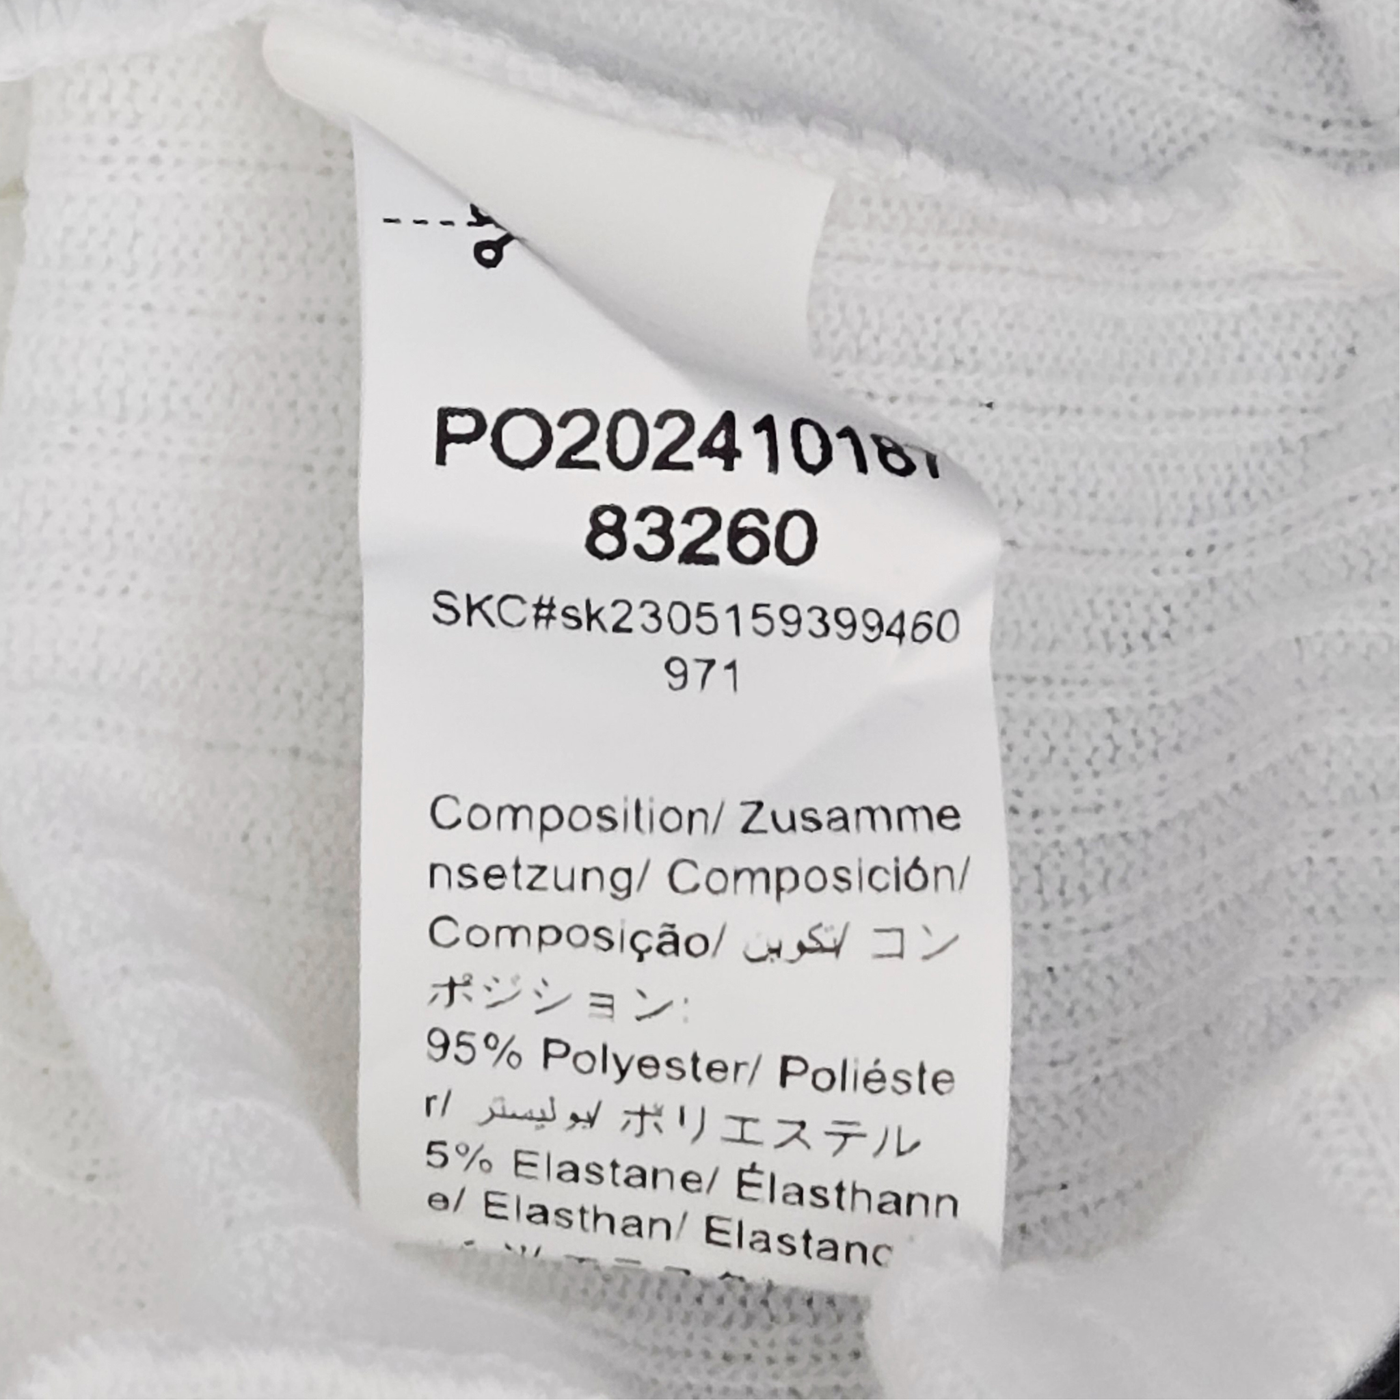 PO202410187
83260
SKC#sk2305159399460
971
Composition/ Zusamme
nsetzung/ Composición/
Composição/ تكوين/ コン
ポジション:
95% Polyester/ Poliéste
r/ بوليستر/ ポリエステル
5% Elastane/ Élasthann
e/ Elasthan/ Elastano